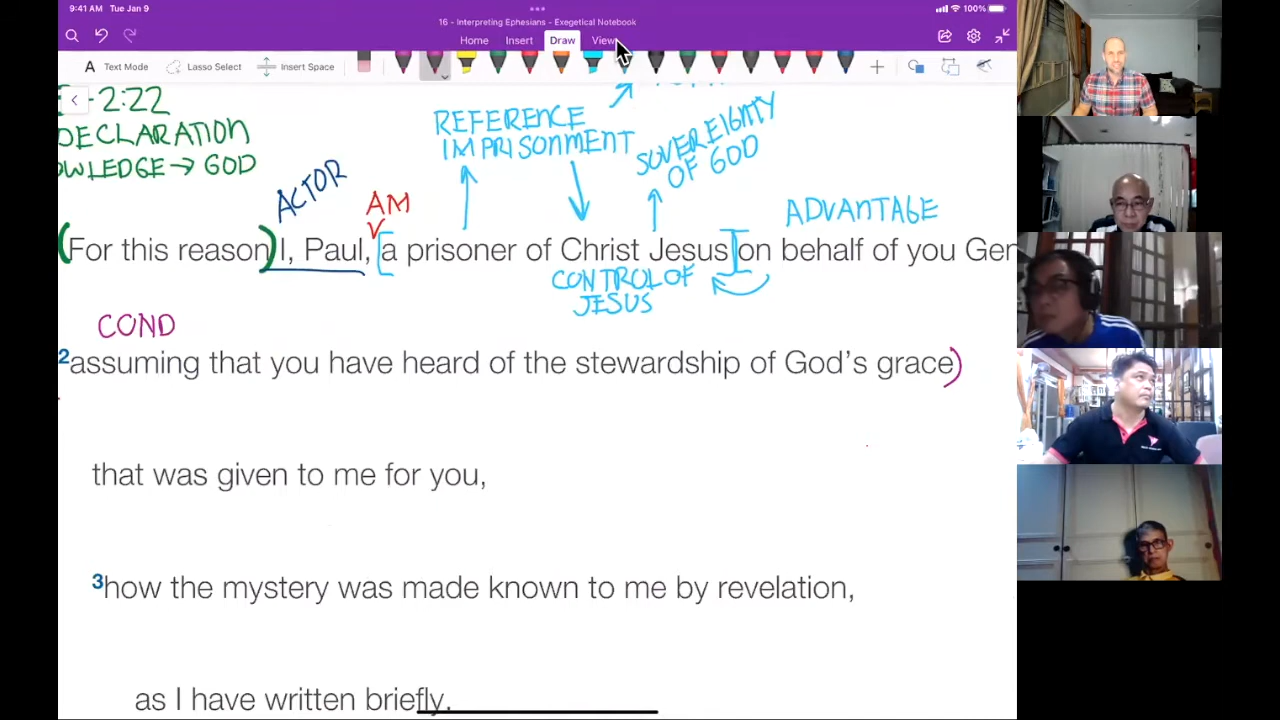 9:41 AM Tue Jan 9
100%
16 - Interpreting Ephesians - Exegetical Notebook
Home Insert Draw View
A Text Mode Lasso Select Insert Space
-2:22
DECLARATION
OWLEDGE → GOD
REFERENCE
IMPRISONMENT
SOVEREIGNTY
OF GOD
ACTOR
AM
ADVANTAGE
(For this reason) I, Paul, [a prisoner of Christ Jesus] on behalf of you Gen
CONTROL OF
JESUS
COND
2assuming that you have heard of the stewardship of God’s grace)
that was given to me for you,
3how the mystery was made known to me by revelation,
as I have written briefly.